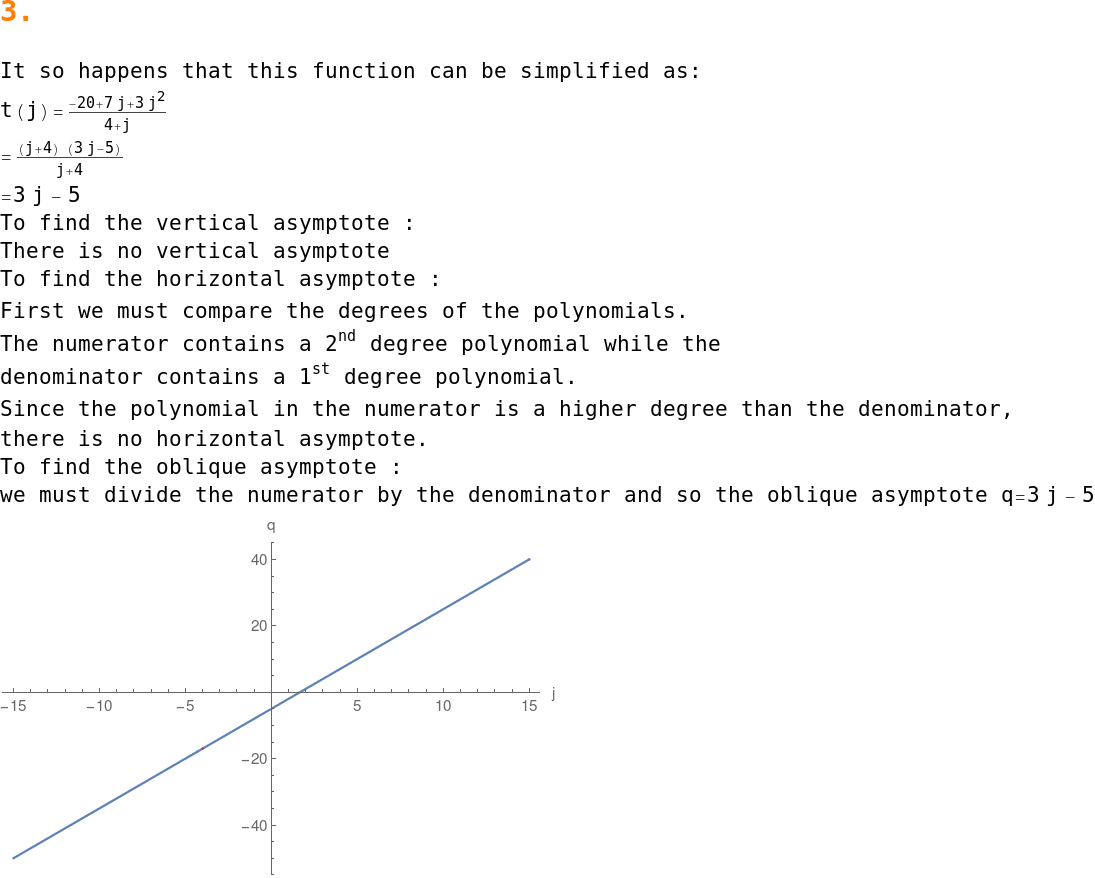 3.
It so happens that this function can be simplified as:
t(j)=\frac{-20+7 j+3 j^2}{4+j}
=\frac{(j+4) (3 j-5)}{j+4}
=3 j - 5
To find the vertical asymptote :
There is no vertical asymptote
To find the horizontal asymptote :
First we must compare the degrees of the polynomials.
The numerator contains a 2^nd degree polynomial while the
denominator contains a 1^st degree polynomial.
Since the polynomial in the numerator is a higher degree than the denominator,
there is no horizontal asymptote.
To find the oblique asymptote :
we must divide the numerator by the denominator and so the oblique asymptote q=3 j - 5
q
40
20
j
-15 -10 -5 5 10 15
-20
-40